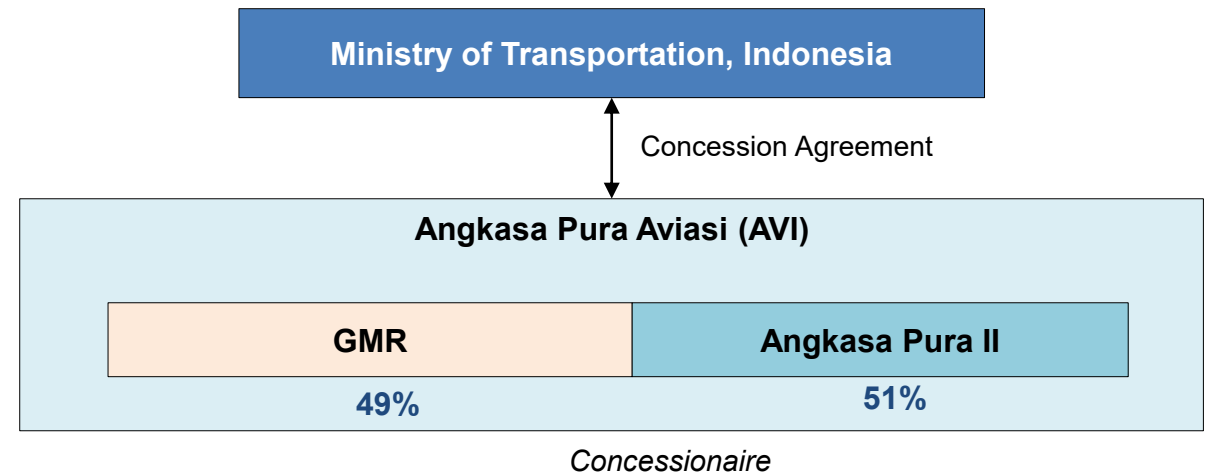 Ministry of Transportation, Indonesia
Concession Agreement
Angkasa Pura Aviasi (AVI)
GMR
Angkasa Pura II
49%
51%
Concessionaire